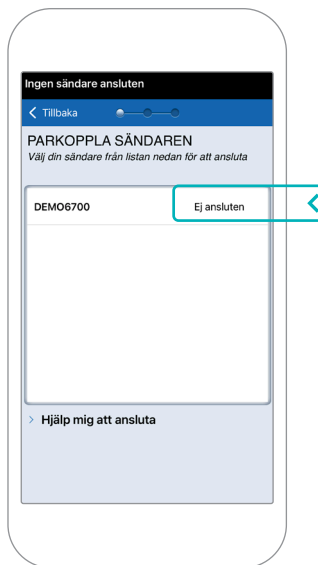 Ingen sändare ansluten
Tillbaka
PARKOPPLA SÄNDAREN
Välj din sändare från listan nedan för att ansluta
DEMO6700 Ej ansluten
Hjälp mig att ansluta